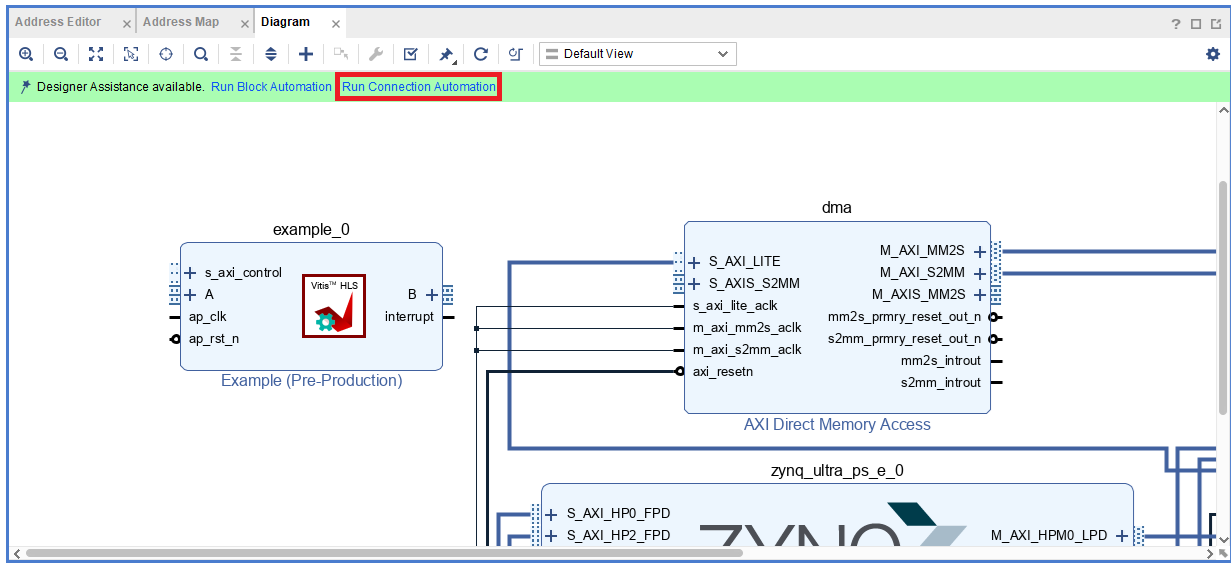 Address Editor
Address Map
Diagram
Default View
Designer Assistance available. Run Block Automation Run Connection Automation
example_0
s_axi_control
A
ap_clk
ap_rst_n
Vitis™ HLS
B
interrupt
Example (Pre-Production)
dma
S_AXI_LITE
S_AXIS_S2MM
s_axi_lite_aclk
m_axi_mm2s_aclk
m_axi_s2mm_aclk
axi_resetn
M_AXI_MM2S
M_AXI_S2MM
M_AXIS_MM2S
mm2s_prmry_reset_out_n
s2mm_prmry_reset_out_n
mm2s_introut
s2mm_introut
AXI Direct Memory Access
zynq_ultra_ps_e_0
S_AXI_HP0_FPD
S_AXI_HP2_FPD
ZYNQ
M_AXI_HPM0_LPD